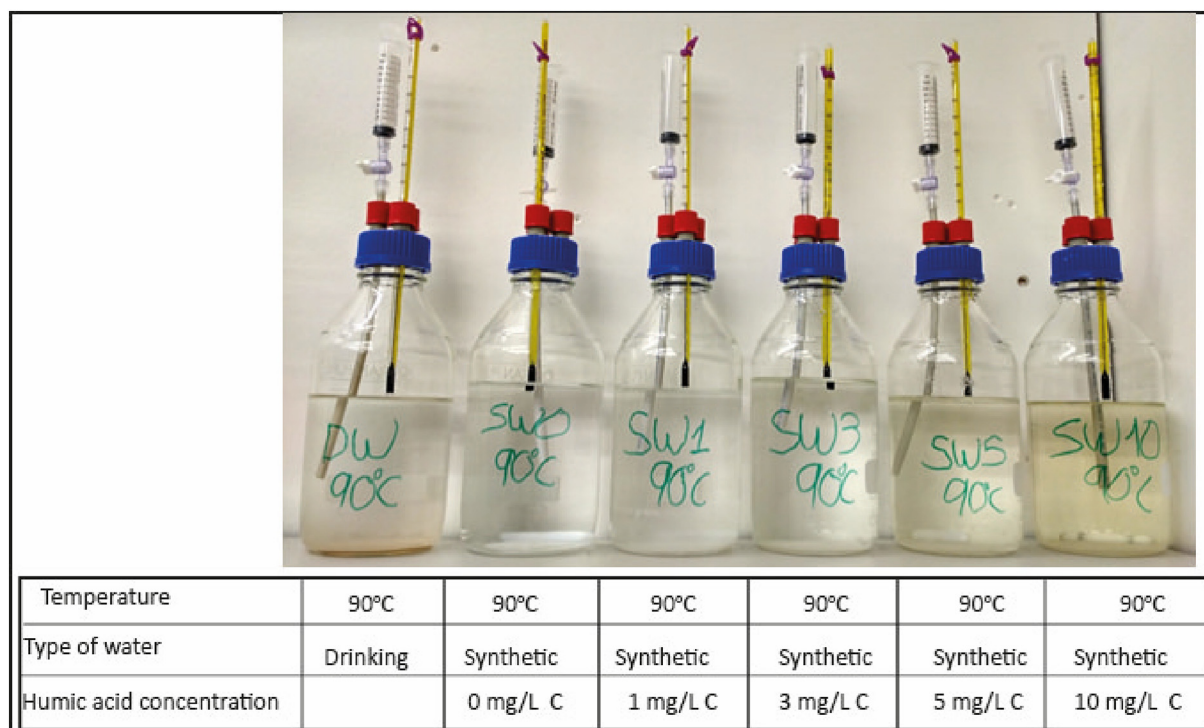 DW
90°C
SW0
90°C
SW1
90°C
SW3
90°C
SW5
90°C
SW10
90°C
Temperature 90°C 90°C 90°C 90°C 90°C 90°C
Type of water Drinking Synthetic Synthetic Synthetic Synthetic Synthetic
Humic acid concentration 0 mg/L C 1 mg/L C 3 mg/L C 5 mg/L C 10 mg/L C